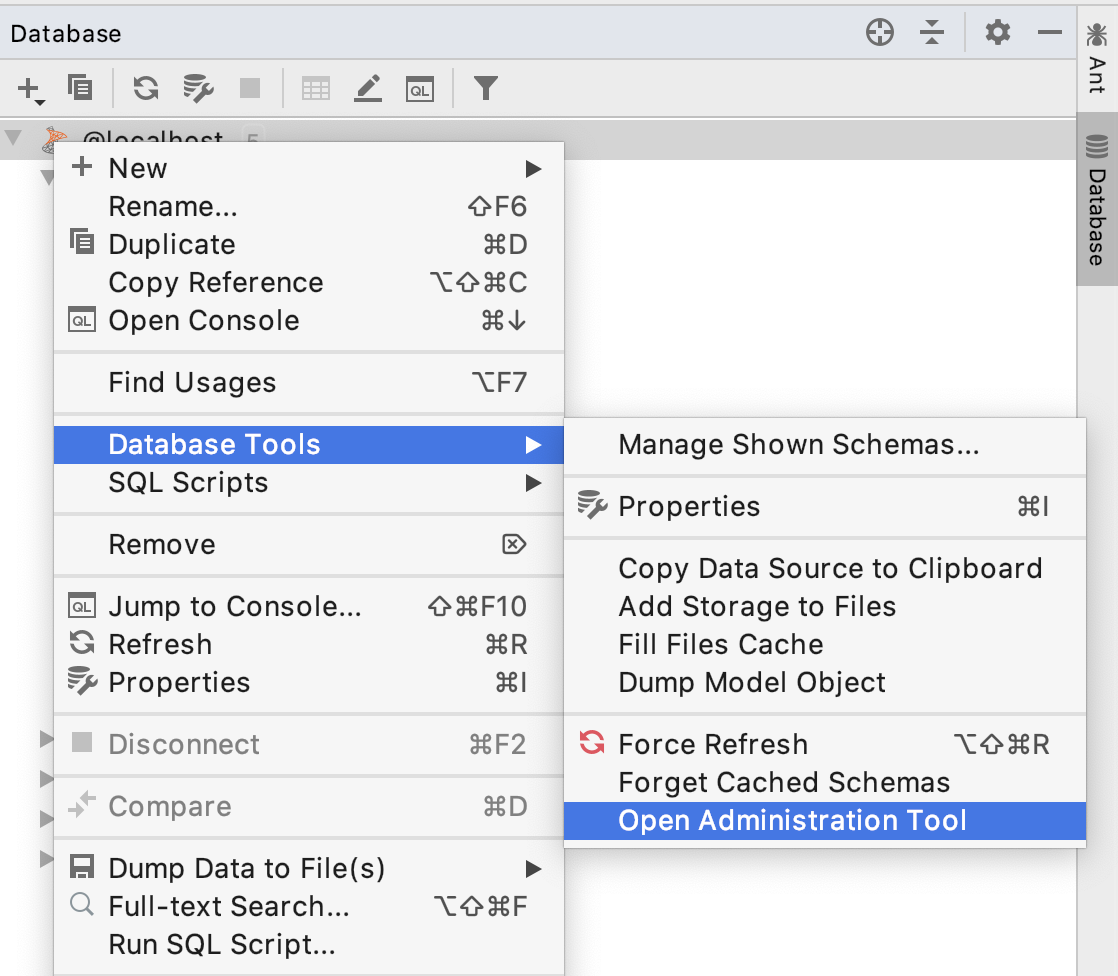 Database
QL
@localhost 5
New
Rename...
⇧F6
Duplicate
⌘D
Copy Reference
⌥⇧⌘C
QL
Open Console
⌘↓
Find Usages
⌥F7
Database Tools
SQL Scripts
Remove
QL
Jump to Console...
⇧⌘F10
Refresh
⌘R
Properties
⌘I
Disconnect
⌘F2
Compare
⌘D
Dump Data to File(s)
Full-text Search...
⌥⇧⌘F
Run SQL Script...
Manage Shown Schemas...
Properties
⌘I
Copy Data Source to Clipboard
Add Storage to Files
Fill Files Cache
Dump Model Object
Force Refresh
⌥⇧⌘R
Forget Cached Schemas
Open Administration Tool
Ant
Database